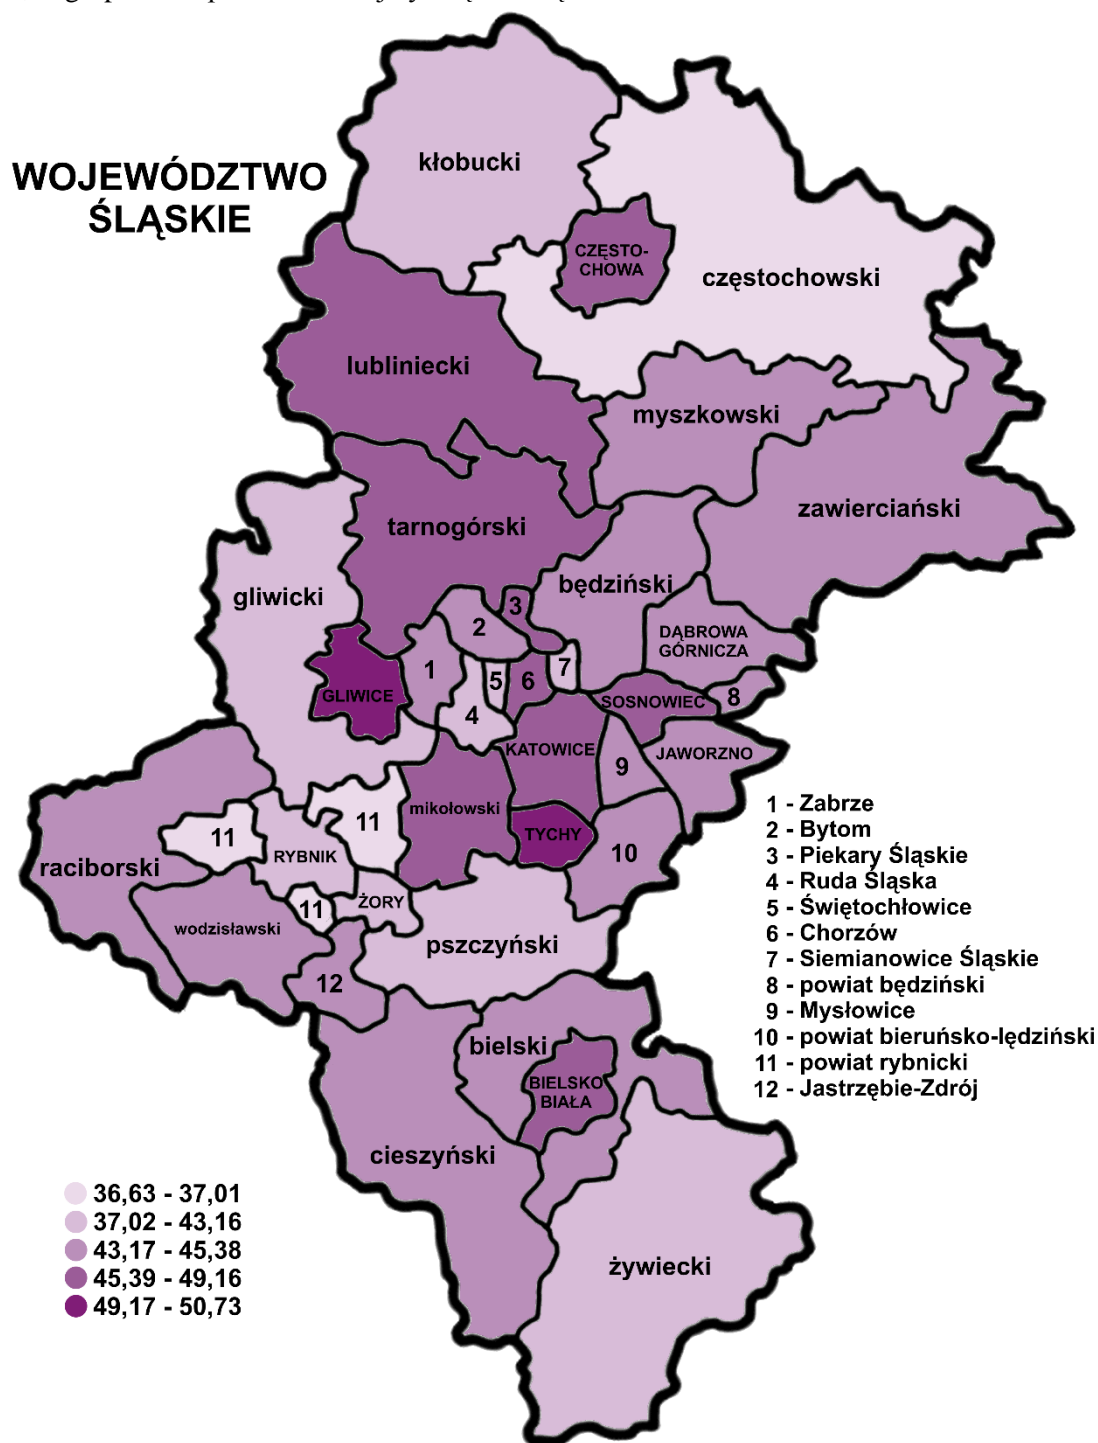 WOJEWÓDZTWO
ŚLĄSKIE
kłobucki
CZĘSTO-
CHOWA
częstochowski
lubliniecki
myszkowski
zawierciański
tarnogórski
będziński
gliwicki
3
2
DĄBROWA
GÓRNICZA
1
5
6
7
GLIWICE
4
SOSNOWIEC
8
KATOWICE
9
JAWORZNO
mikołowski
11
11
TYCHY
RYBNIK
10
raciborski
11
ŻORY
wodzisławski
pszczyński
12
bielski
BIELSKO
BIAŁA
cieszyński
żywiecki
1 - Zabrze
2 - Bytom
3 - Piekary Śląskie
4 - Ruda Śląska
5 - Świętochłowice
6 - Chorzów
7 - Siemianowice Śląskie
8 - powiat będziński
9 - Mysłowice
10 - powiat bieruńsko-lędziński
11 - powiat rybnicki
12 - Jastrzębie-Zdrój
36,63 - 37,01
37,02 - 43,16
43,17 - 45,38
45,39 - 49,16
49,17 - 50,73